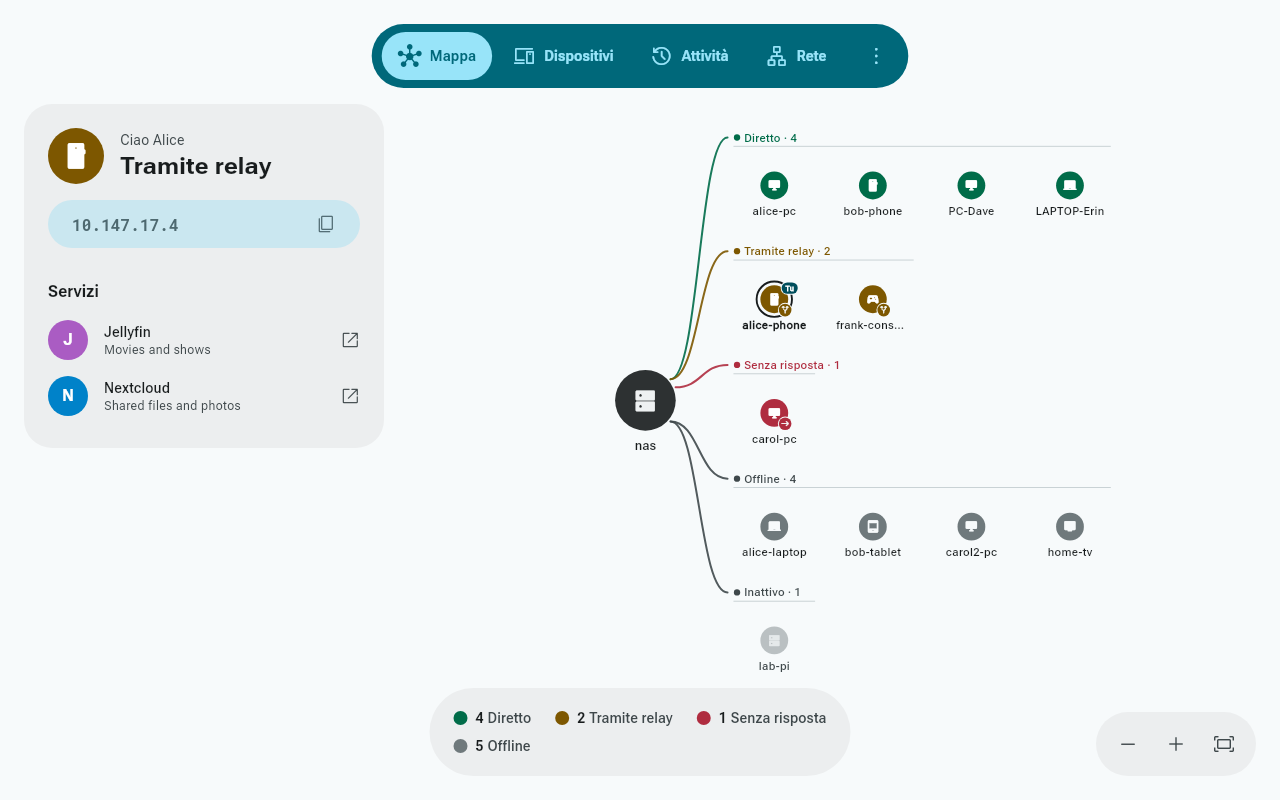 Mappa
Dispositivi
Attività
Rete
Ciao Alice
Tramite relay
10.147.17.4
Servizi
J
Jellyfin
Movies and shows
N
Nextcloud
Shared files and photos
nas
Diretto · 4
alice-pc
bob-phone
PC-Dave
LAPTOP-Erin
Tramite relay · 2
Tu
alice-phone
frank-cons...
Senza risposta · 1
carol-pc
Offline · 4
alice-laptop
bob-tablet
carol2-pc
home-tv
Inattivo · 1
lab-pi
4 Diretto
2 Tramite relay
1 Senza risposta
5 Offline